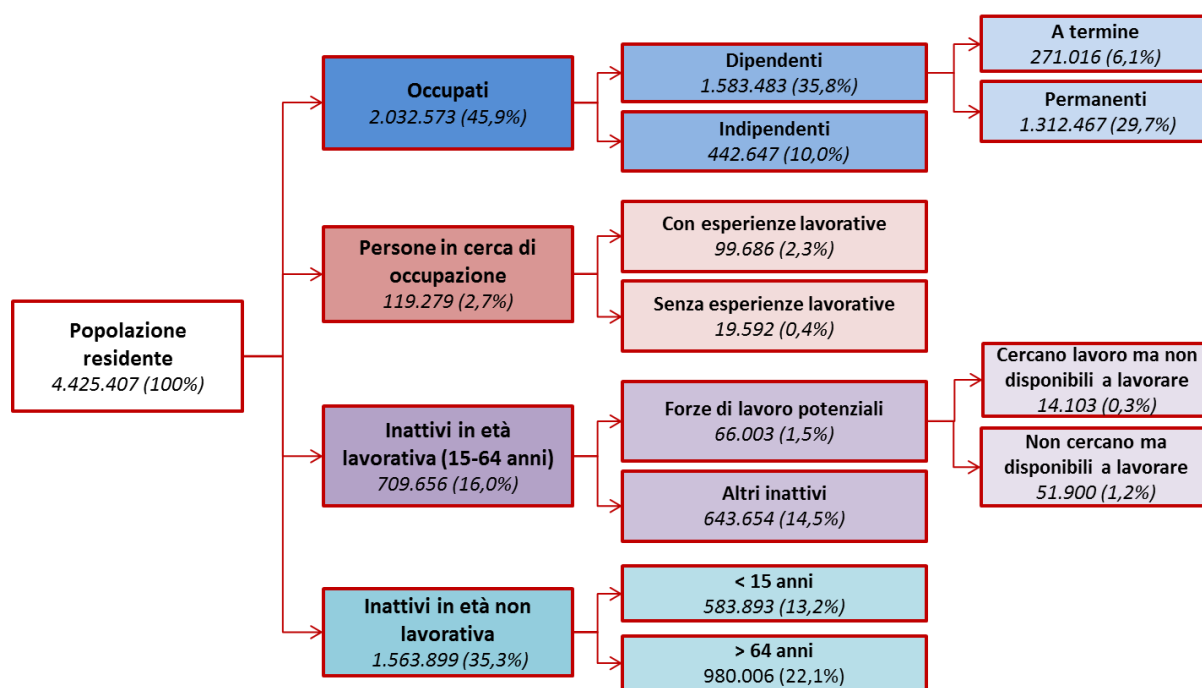 Popolazione
residente
4.425.407 (100%)
Occupati
2.032.573 (45,9%)
Dipendenti
1.583.483 (35,8%)
A termine
271.016 (6,1%)
Permanenti
1.312.467 (29,7%)
Indipendenti
442.647 (10,0%)
Persone in cerca di
occupazione
119.279 (2,7%)
Con esperienze lavorative
99.686 (2,3%)
Senza esperienze lavorative
19.592 (0,4%)
Inattivi in età
lavorativa (15-64 anni)
709.656 (16,0%)
Forze di lavoro potenziali
66.003 (1,5%)
Cercano lavoro ma non
disponibili a lavorare
14.103 (0,3%)
Non cercano ma
disponibili a lavorare
51.900 (1,2%)
Altri inattivi
643.654 (14,5%)
Inattivi in età non
lavorativa
1.563.899 (35,3%)
< 15 anni
583.893 (13,2%)
> 64 anni
980.006 (22,1%)